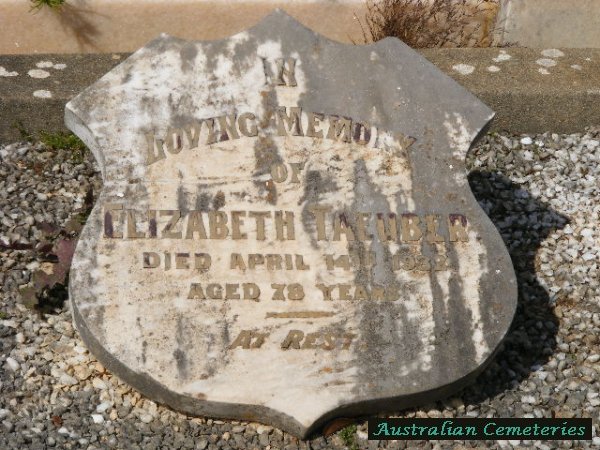 IN
LOVING MEMORY
OF
ELIZABETH TAEUBER
DIED APRIL 14TH
AGED 78 YEARS
AT REST
Australian Cemeteries